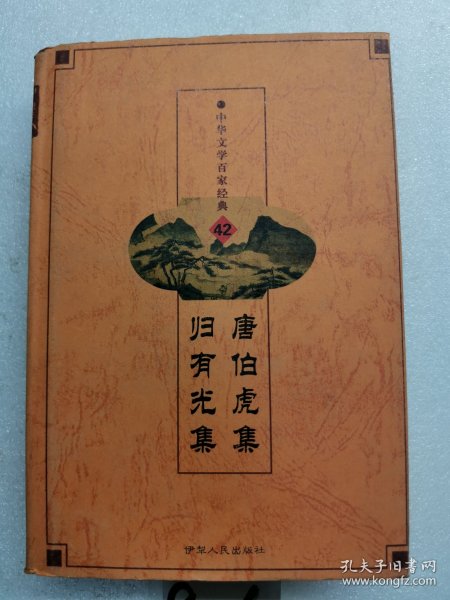 中华文学百家经典
42
唐伯虎集
归有光集
伊犁人民出版社
孔夫子旧书网
www.kongfz.com